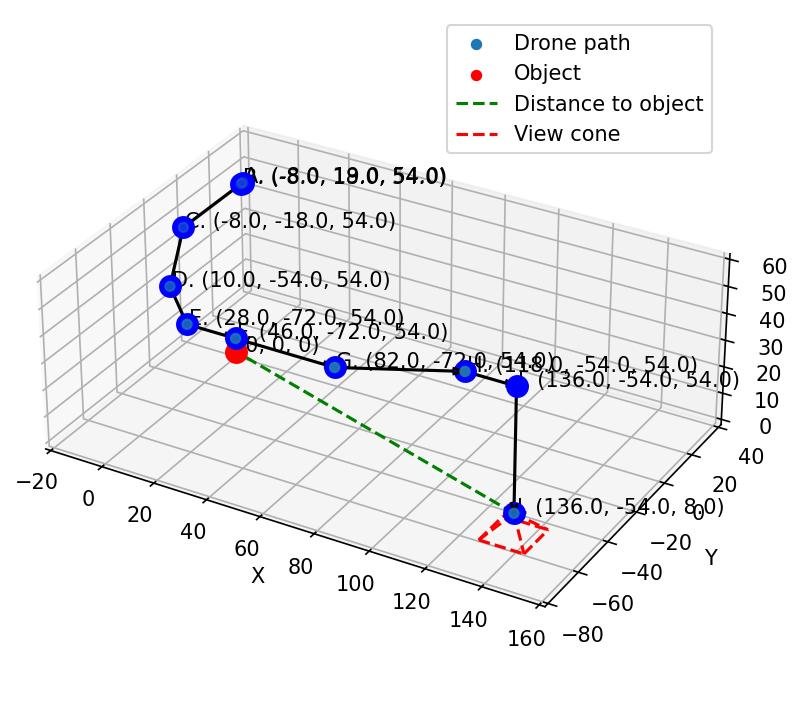 Drone path
Object
Distance to object
View cone
A. (-8.0, 18.0, 54.0)
C. (-8.0, -18.0, 54.0)
D. (10.0, -54.0, 54.0)
E. (28.0, -72.0, 54.0)
(46.0, -72.0, 54.0)
0, 0, 0)
G. (82.0, -72.0, 54.0)
(118.0, -54.0, 54.0)
(136.0, -54.0, 54.0)
(136.0, -54.0, 8.0)
60
50
40
30
20
10
0
40
20
0
−20
−40
−60
−80
Y
−20
0
20
40
60
80
100
120
140
160
X